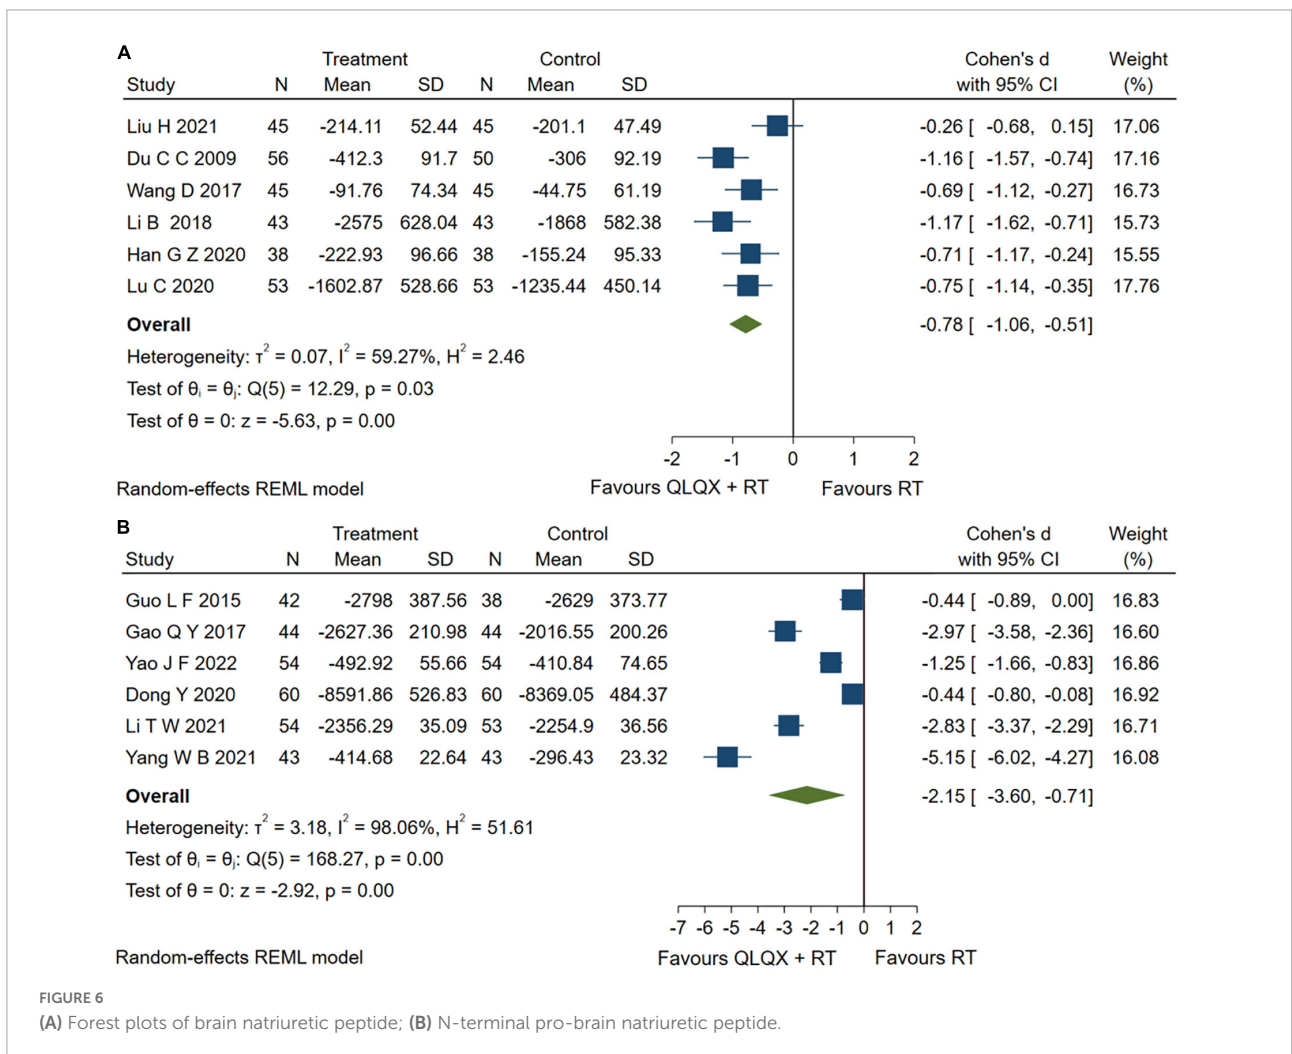 A
Treatment Control Cohen's d Weight
Study N Mean SD N Mean SD with 95% CI (%)
Liu H 2021 45 -214.11 52.44 45 -201.1 47.49 -0.26 [ -0.68, 0.15] 17.06
Du C C 2009 56 -412.3 91.7 50 -306 92.19 -1.16 [ -1.57, -0.74] 17.16
Wang D 2017 45 -91.76 74.34 45 -44.75 61.19 -0.69 [ -1.12, -0.27] 16.73
Li B 2018 43 -2575 628.04 43 -1868 582.38 -1.17 [ -1.62, -0.71] 15.73
Han G Z 2020 38 -222.93 96.66 38 -155.24 95.33 -0.71 [ -1.17, -0.24] 15.55
Lu C 2020 53 -1602.87 528.66 53 -1235.44 450.14 -0.75 [ -1.14, -0.35] 17.76
Overall -0.78 [ -1.06, -0.51]
Heterogeneity: τ² = 0.07, I² = 59.27%, H² = 2.46
Test of θᵢ = θⱼ: Q(5) = 12.29, p = 0.03
Test of θ = 0: z = -5.63, p = 0.00
-2 -1 0 1 2
Favours QLQX + RT Favours RT
Random-effects REML model
B
Treatment Control Cohen's d Weight
Study N Mean SD N Mean SD with 95% CI (%)
Guo L F 2015 42 -2798 387.56 38 -2629 373.77 -0.44 [ -0.89, 0.00] 16.83
Gao Q Y 2017 44 -2627.36 210.98 44 -2016.55 200.26 -2.97 [ -3.58, -2.36] 16.60
Yao J F 2022 54 -492.92 55.66 54 -410.84 74.65 -1.25 [ -1.66, -0.83] 16.86
Dong Y 2020 60 -8591.86 526.83 60 -8369.05 484.37 -0.44 [ -0.80, -0.08] 16.92
Li T W 2021 54 -2356.29 35.09 53 -2254.9 36.56 -2.83 [ -3.37, -2.29] 16.71
Yang W B 2021 43 -414.68 22.64 43 -296.43 23.32 -5.15 [ -6.02, -4.27] 16.08
Overall -2.15 [ -3.60, -0.71]
Heterogeneity: τ² = 3.18, I² = 98.06%, H² = 51.61
Test of θᵢ = θⱼ: Q(5) = 168.27, p = 0.00
Test of θ = 0: z = -2.92, p = 0.00
-7 -6 -5 -4 -3 -2 -1 0 1 2
Random-effects REML model Favours QLQX + RT Favours RT
FIGURE 6
(A) Forest plots of brain natriuretic peptide; (B) N-terminal pro-brain natriuretic peptide.